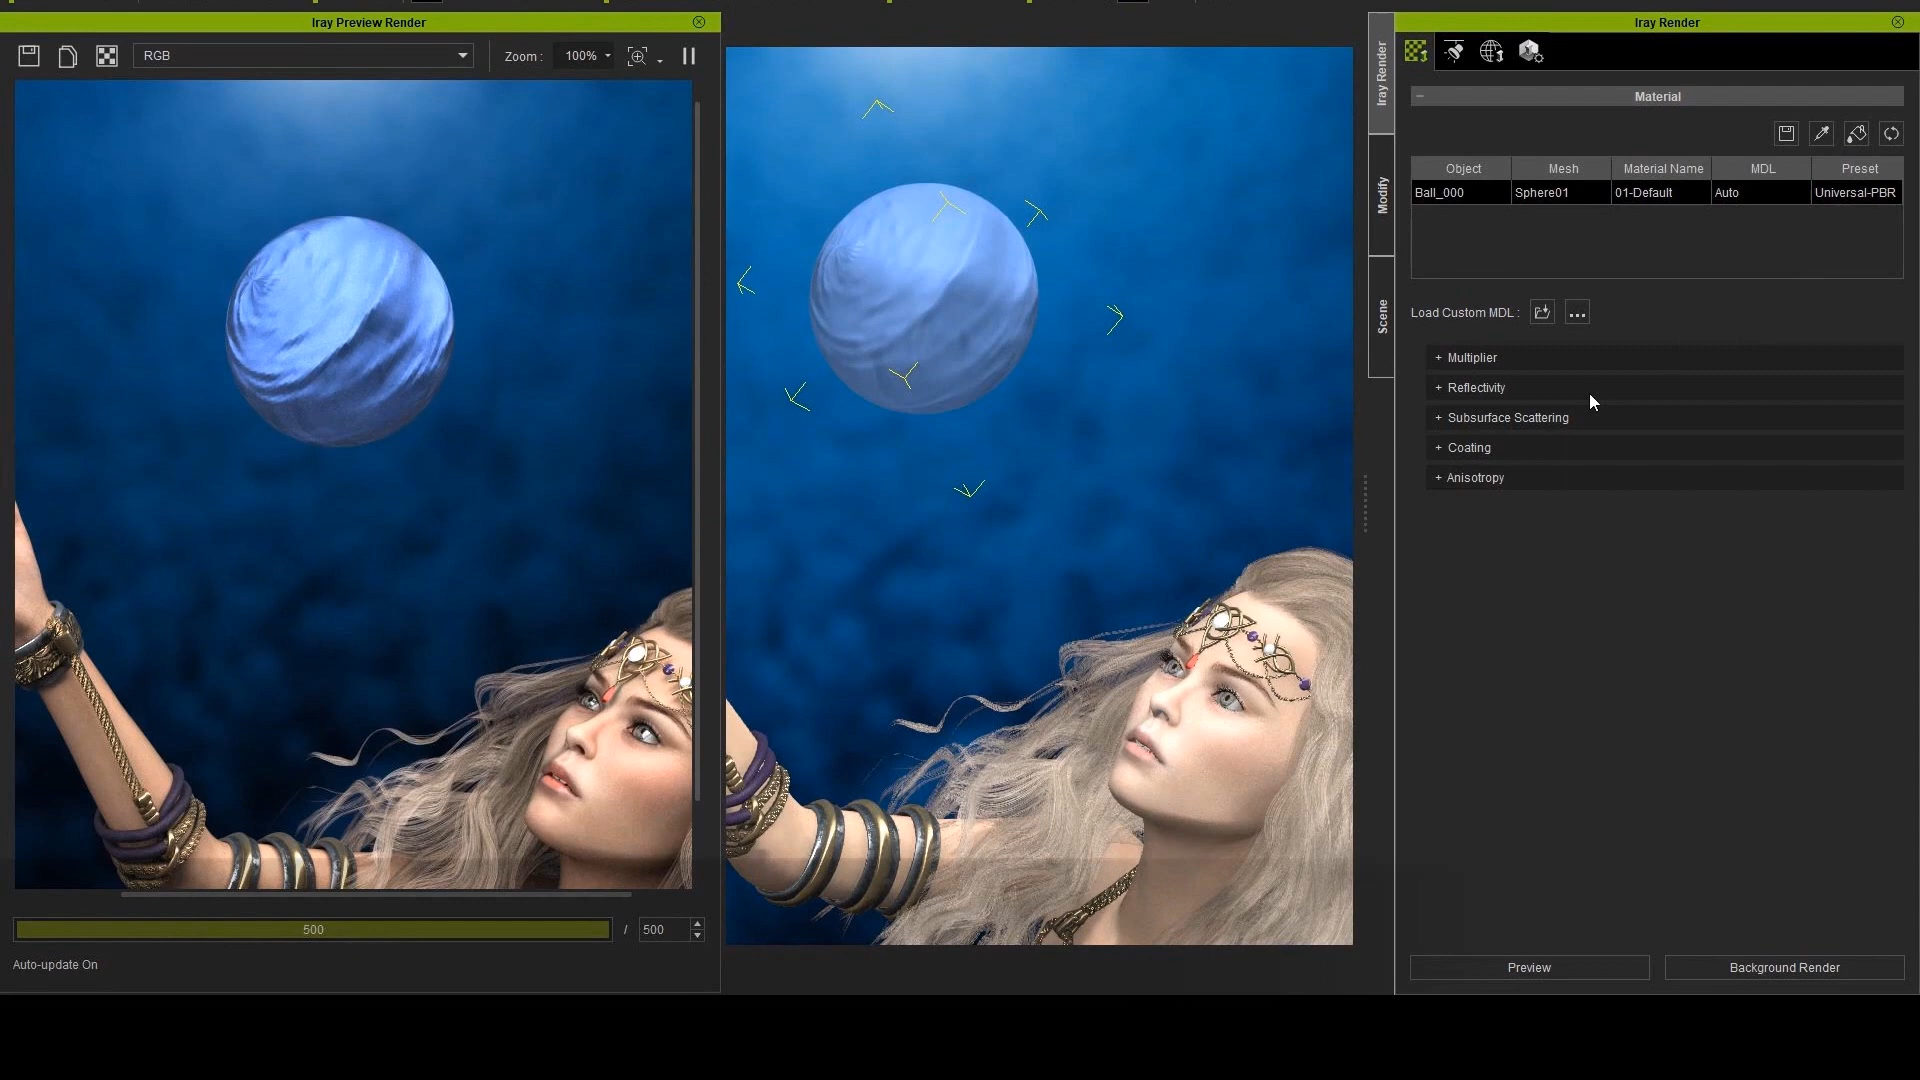 Iray Preview Render
RGB
Zoom :
100%
500
/
500
Auto-update On
Iray Render
Modify
Scene
Iray Render
Material
Object Mesh Material Name MDL Preset
Ball_000 Sphere01 01-Default Auto Universal-PBR
Load Custom MDL :
...
+ Multiplier
+ Reflectivity
+ Subsurface Scattering
+ Coating
+ Anisotropy
Preview
Background Render